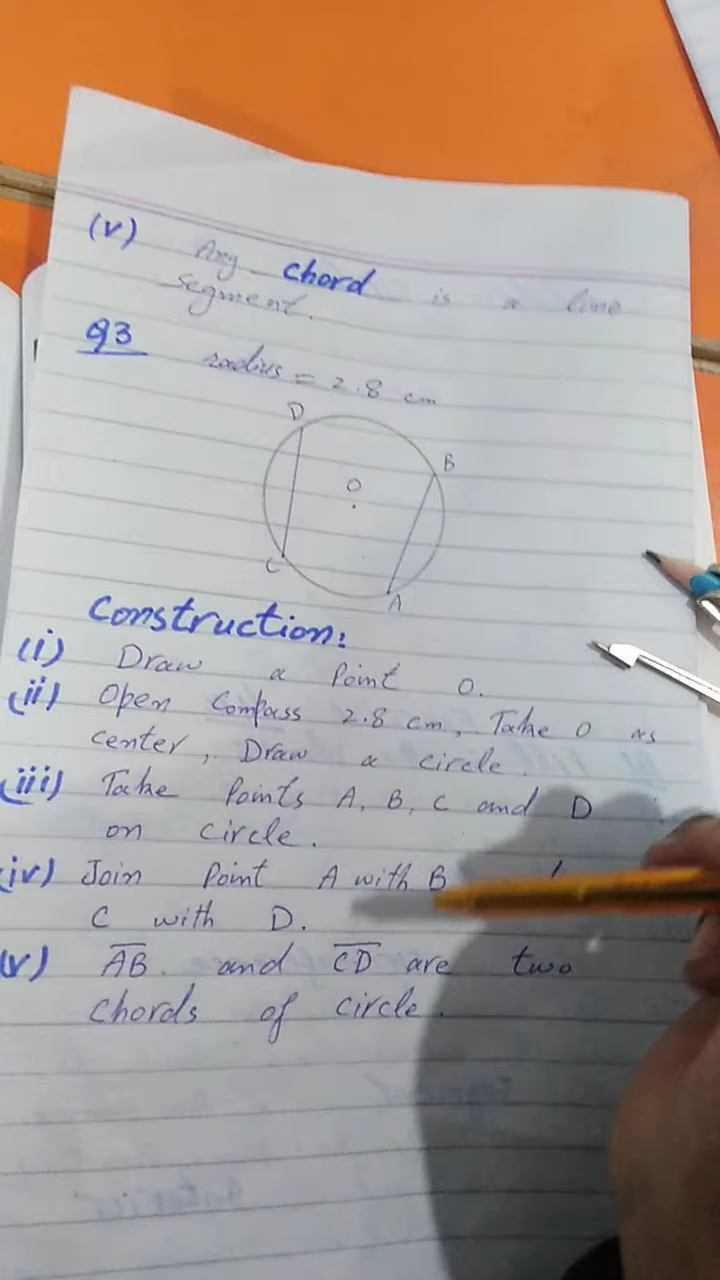 (v) Any chord is a line
segment.
Q3 radius = 2.8 cm
D
B
O
C
A
Construction:
(i) Draw a Point O.
(ii) Open Compass 2.8 cm, Take O as
center, Draw a circle.
(iii) Take Points A, B, C and D
on circle.
(iv) Join Point A with B
C with D.
(v) AB and CD are two
chords of circle.